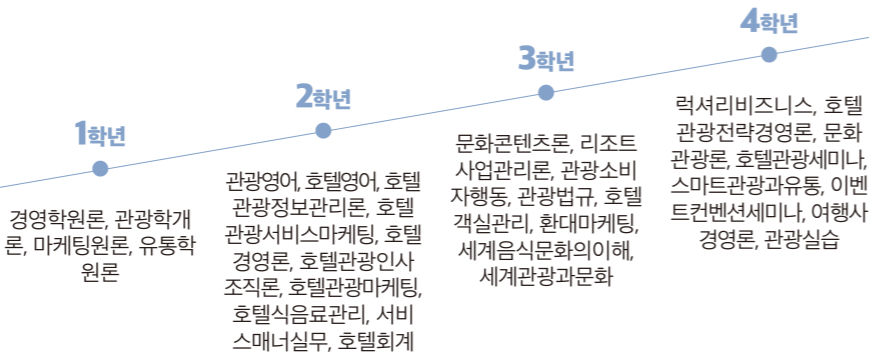 1학년
경영학원론, 관광학개
론, 마케팅원론, 유통학
원론
2학년
관광영어, 호텔영어, 호텔
관광정보관리론, 호텔
관광서비스마케팅, 호텔
경영론, 호텔관광인사
조직론, 호텔관광마케팅,
호텔식음료관리, 서비
스매너실무, 호텔회계
3학년
문화콘텐츠론, 리조트
사업관리론, 관광소비
자행동, 관광법규, 호텔
객실관리, 환대마케팅,
세계음식문화의이해,
세계관광과문화
4학년
럭셔리비즈니스, 호텔
관광전략경영론, 문화
관광론, 호텔관광세미나,
스마트관광과유통, 이벤
트컨벤션세미나, 여행사
경영론, 관광실습